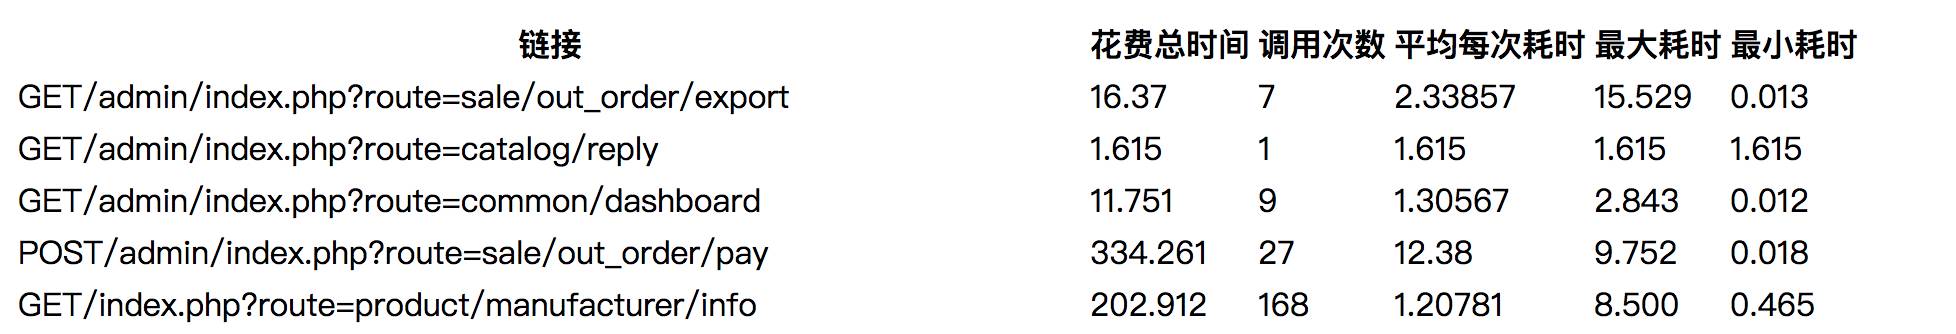 链接 花费总时间 调用次数 平均每次耗时 最大耗时 最小耗时
GET/admin/index.php?route=sale/out_order/export 16.37 7 2.33857 15.529 0.013
GET/admin/index.php?route=catalog/reply 1.615 1 1.615 1.615 1.615
GET/admin/index.php?route=common/dashboard 11.751 9 1.30567 2.843 0.012
POST/admin/index.php?route=sale/out_order/pay 334.261 27 12.38 9.752 0.018
GET/index.php?route=product/manufacturer/info 202.912 168 1.20781 8.500 0.465